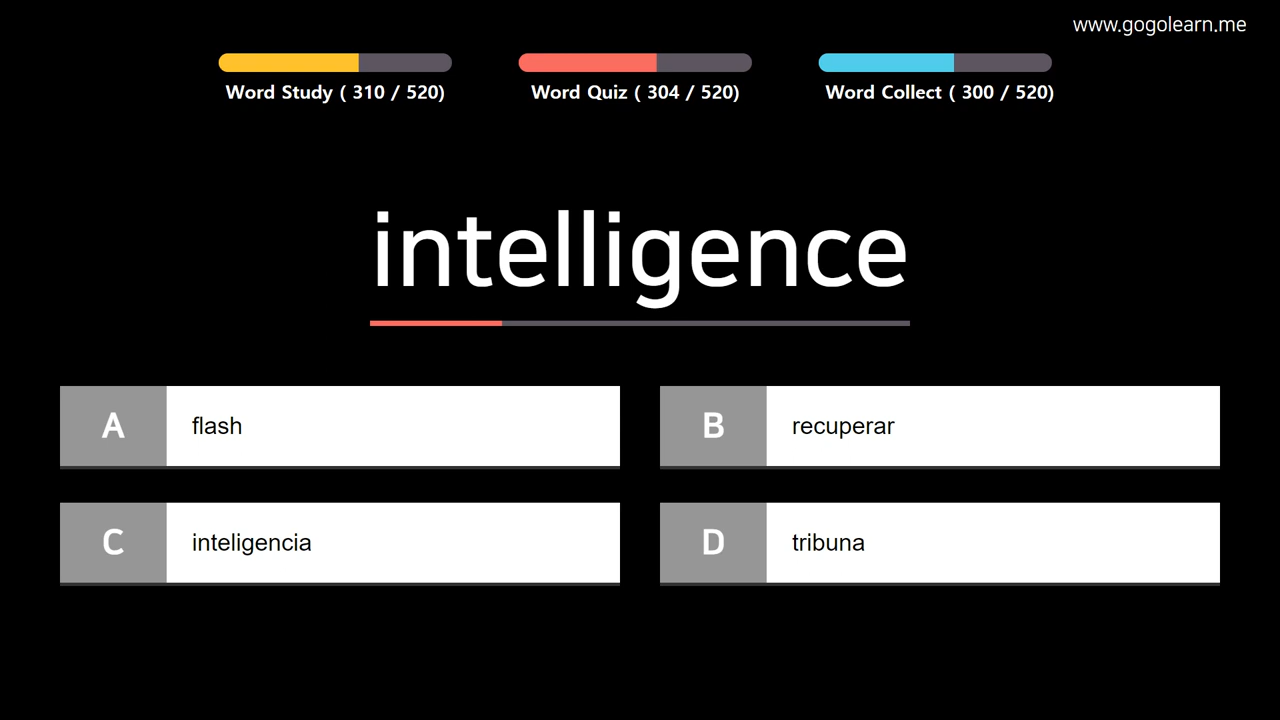 www.gogolearn.me
Word Study ( 310 / 520)
Word Quiz ( 304 / 520)
Word Collect ( 300 / 520)
intelligence
A
flash
B
recuperar
C
inteligencia
D
tribuna